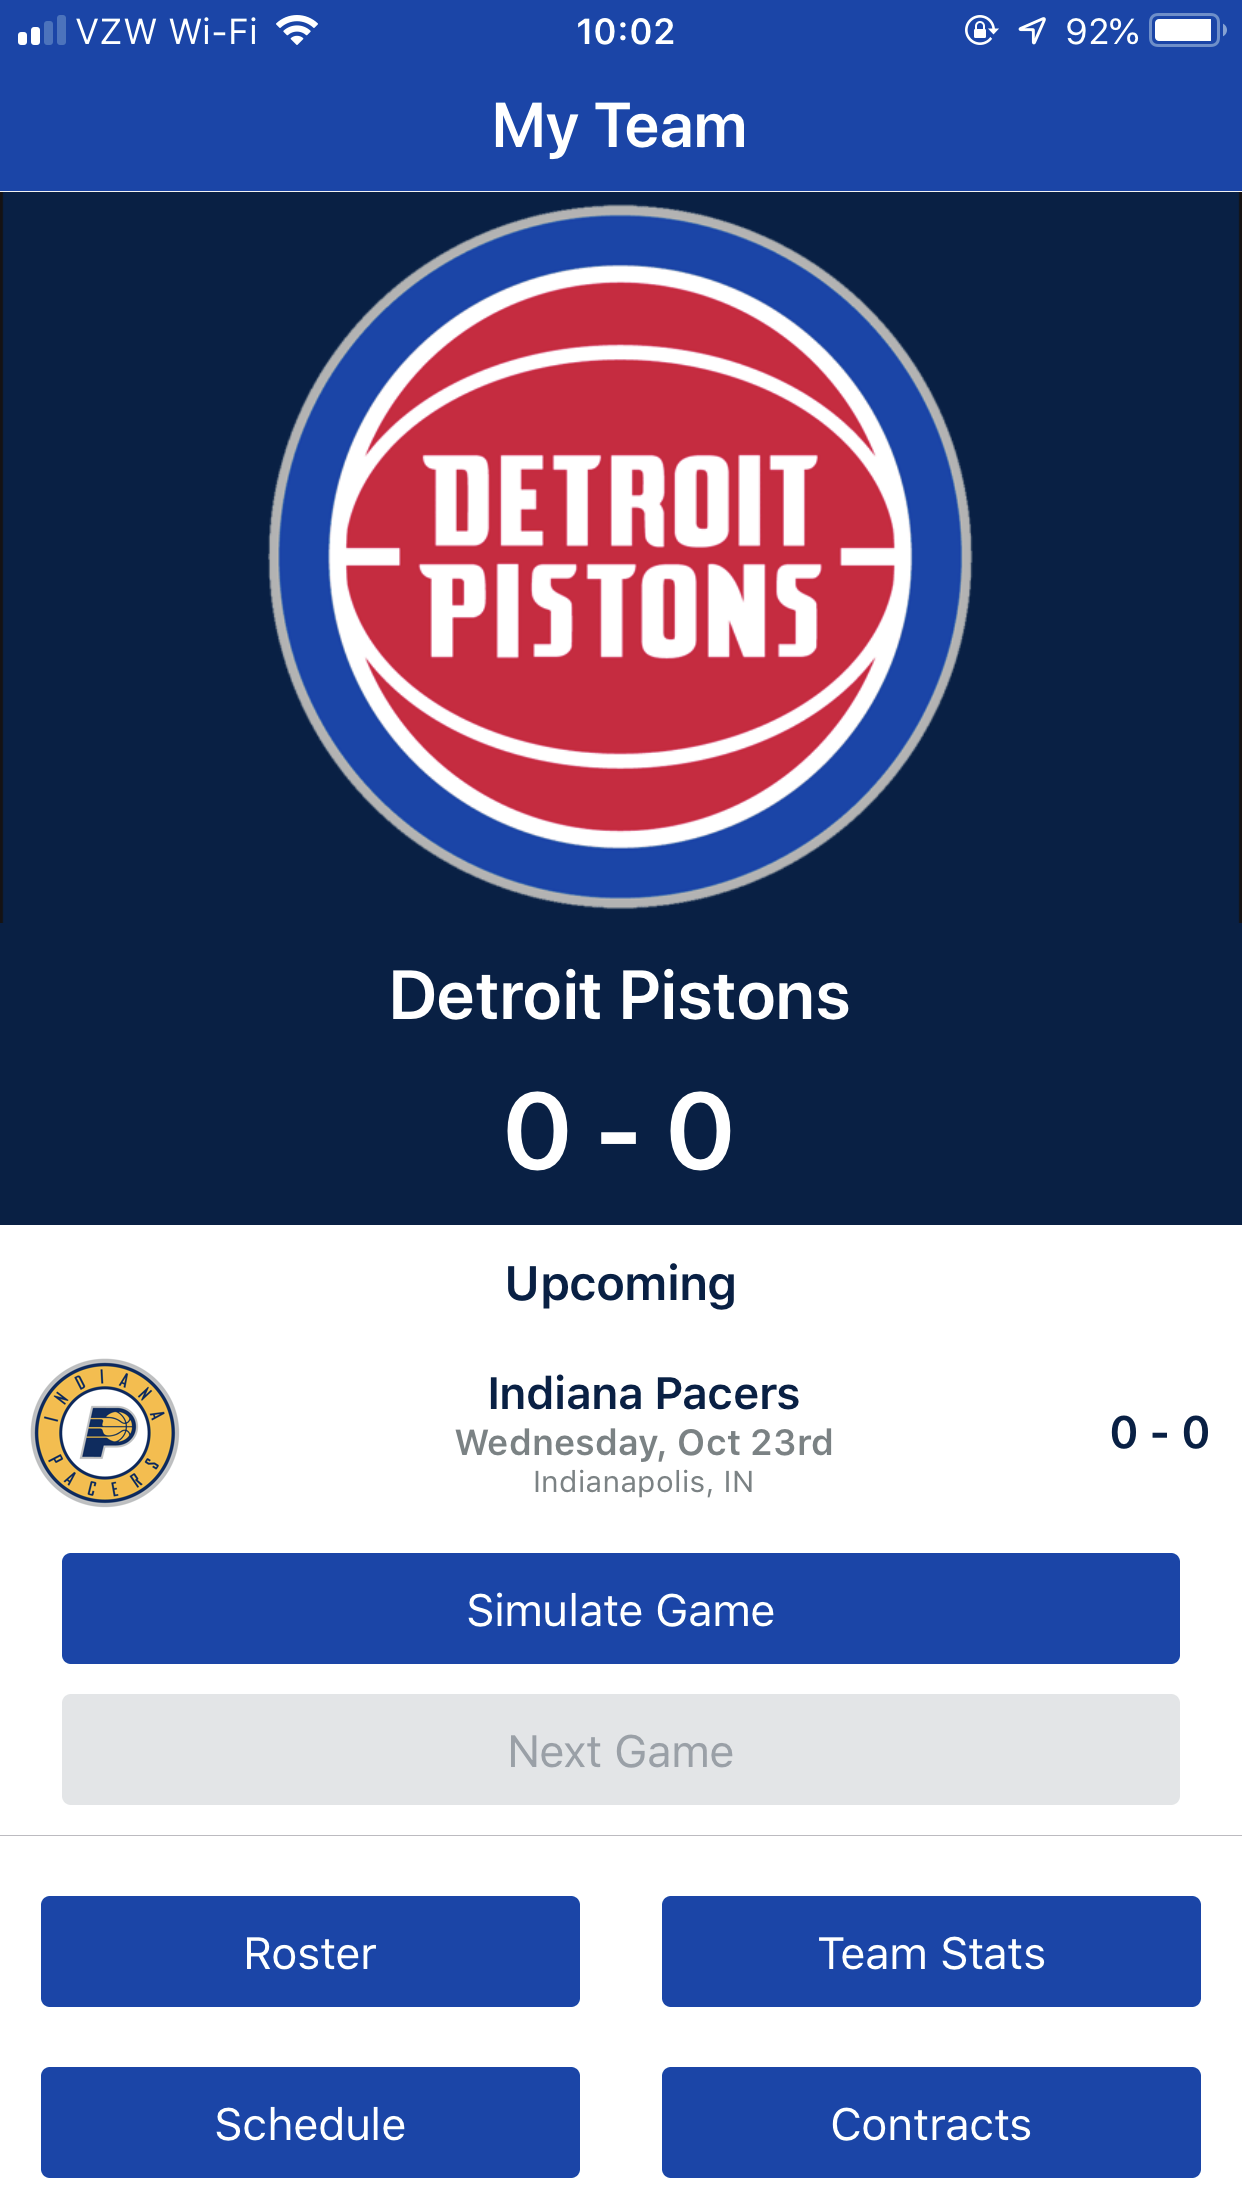 VZW Wi-Fi 10:02 92%
My Team
DETROIT
PISTONS
Detroit Pistons
0 - 0
Upcoming
INDIANA
PACERS
Indiana Pacers
Wednesday, Oct 23rd
Indianapolis, IN
0 - 0
Simulate Game
Next Game
Roster
Team Stats
Schedule
Contracts